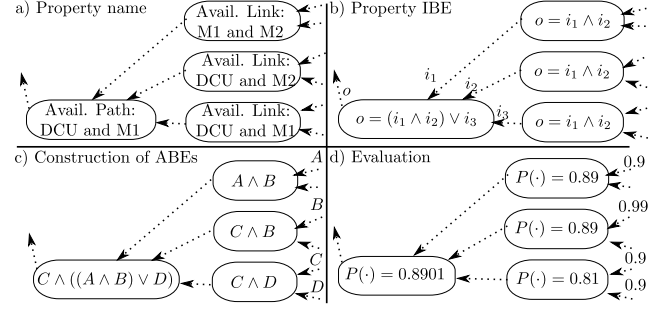 a) Property name
Avail. Link:
M1 and M2
Avail. Link:
DCU and M2
Avail. Path:
DCU and M1
Avail. Link:
DCU and M1
b) Property IBE
o = i₁ ∧ i₂
i₁
o = i₁ ∧ i₂
i₂
o
o = (i₁ ∧ i₂) ∨ i₃
i₃
o = i₁ ∧ i₂
c) Construction of ABEs
A
A ∧ B
B
C ∧ B
C
C ∧ ((A ∧ B) ∨ D)
C ∧ D
D
d) Evaluation
0.9
P(·) = 0.89
0.99
P(·) = 0.89
0.9
P(·) = 0.8901
P(·) = 0.81
0.9